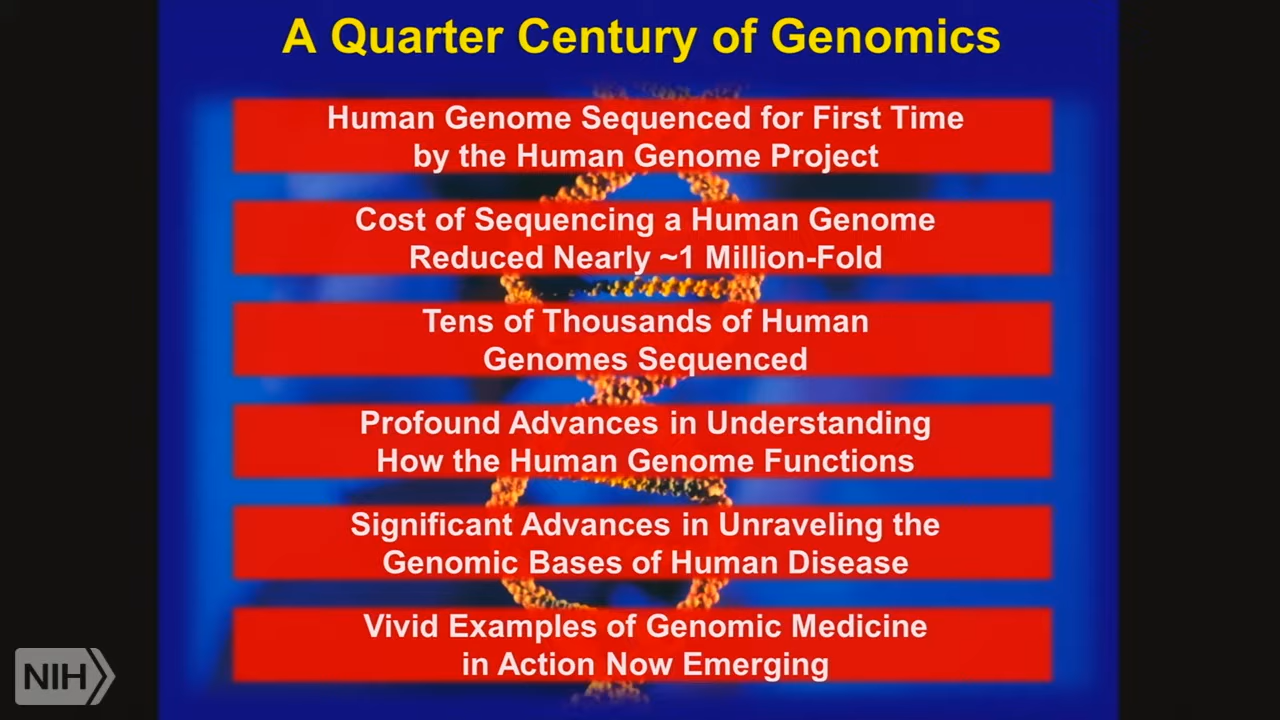 A Quarter Century of Genomics
Human Genome Sequenced for First Time
by the Human Genome Project
Cost of Sequencing a Human Genome
Reduced Nearly ~1 Million-Fold
Tens of Thousands of Human
Genomes Sequenced
Profound Advances in Understanding
How the Human Genome Functions
Significant Advances in Unraveling the
Genomic Bases of Human Disease
Vivid Examples of Genomic Medicine
in Action Now Emerging
NIH